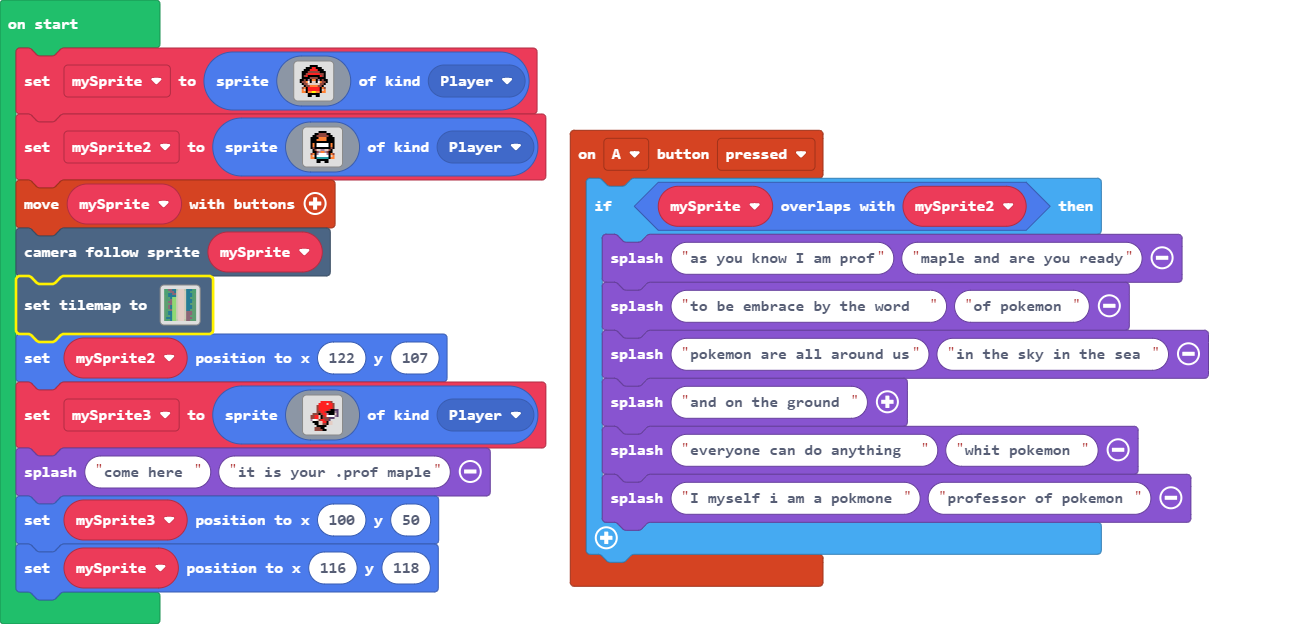 on start
set mySprite to sprite of kind Player
set mySprite2 to sprite of kind Player
move mySprite with buttons
camera follow sprite mySprite
set tilemap to
set mySprite2 position to x 122 y 107
set mySprite3 to sprite of kind Player
splash "come here " "it is your .prof maple"
set mySprite3 position to x 100 y 50
set mySprite position to x 116 y 118
on A button pressed
if mySprite overlaps with mySprite2 then
splash "as you know I am prof" "maple and are you ready"
splash "to be embrace by the word  " "of pokemon "
splash "pokemon are all around us" "in the sky in the sea "
splash "and on the ground "
splash "everyone can do anything  " "whit pokemon "
splash "I myself i am a pokmone " "professor of pokemon "